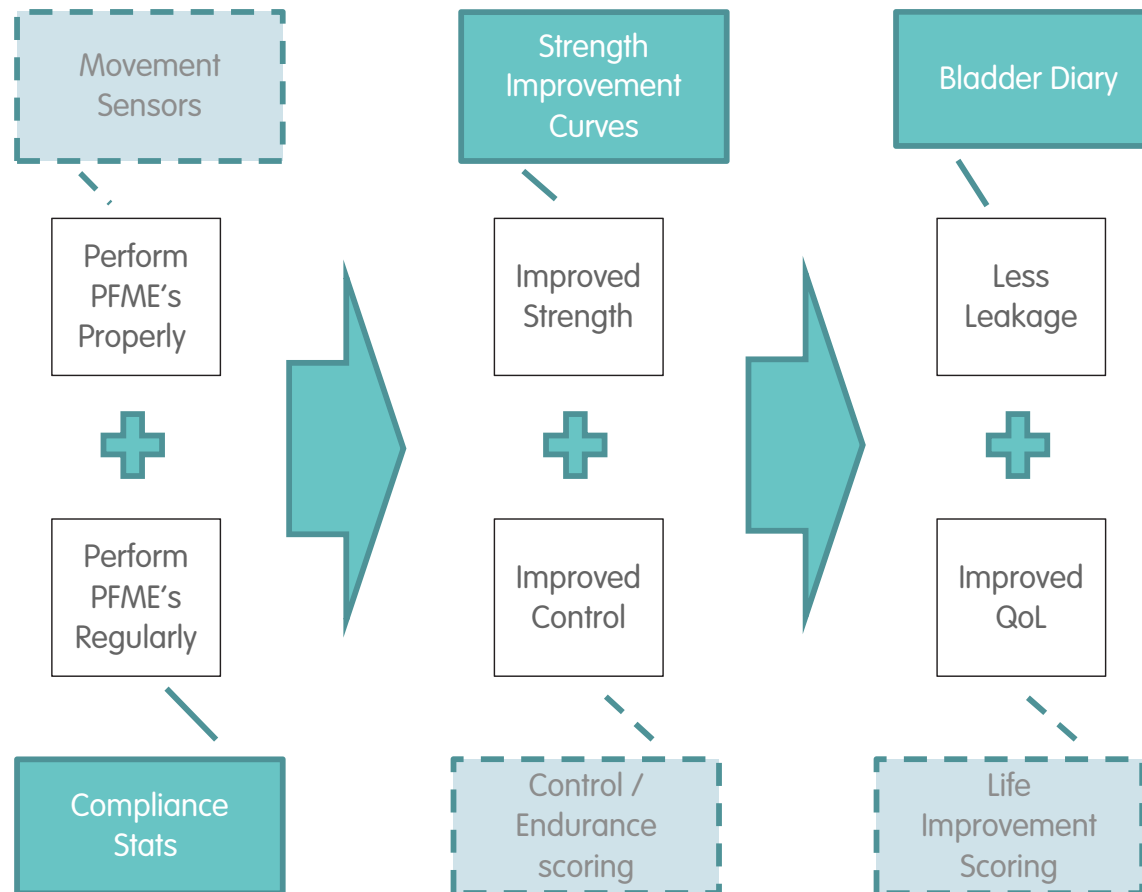 Movement
Sensors
Strength
Improvement
Curves
Bladder Diary
Perform
PFME's
Properly
Improved
Strength
Less
Leakage
Perform
PFME's
Regularly
Improved
Control
Improved
QoL
Compliance
Stats
Control /
Endurance
scoring
Life
Improvement
Scoring